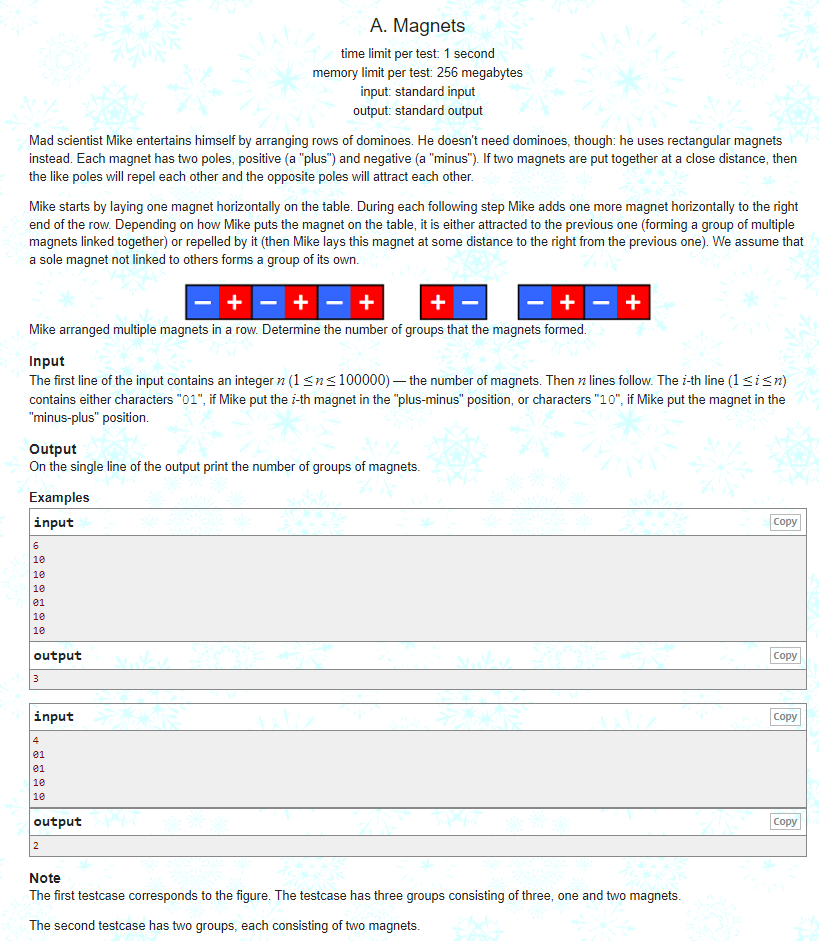 A. Magnets
time limit per test: 1 second
memory limit per test: 256 megabytes
input: standard input
output: standard output
Mad scientist Mike entertains himself by arranging rows of dominoes. He doesn't need dominoes, though: he uses rectangular magnets
instead. Each magnet has two poles, positive (a "plus") and negative (a "minus"). If two magnets are put together at a close distance, then
the like poles will repel each other and the opposite poles will attract each other.
Mike starts by laying one magnet horizontally on the table. During each following step Mike adds one more magnet horizontally to the right
end of the row. Depending on how Mike puts the magnet on the table, it is either attracted to the previous one (forming a group of multiple
magnets linked together) or repelled by it (then Mike lays this magnet at some distance to the right from the previous one). We assume that
a sole magnet not linked to others forms a group of its own.
− + − + − + + − − + − +
Mike arranged multiple magnets in a row. Determine the number of groups that the magnets formed.
Input
The first line of the input contains an integer n (1 ≤ n ≤ 100000) — the number of magnets. Then n lines follow. The i-th line (1 ≤ i ≤ n)
contains either characters "01", if Mike put the i-th magnet in the "plus-minus" position, or characters "10", if Mike put the magnet in the
"minus-plus" position.
Output
On the single line of the output print the number of groups of magnets.
Examples
input Copy
6
10
10
10
01
10
10
output Copy
3
input Copy
4
01
01
10
10
output Copy
2
Note
The first testcase corresponds to the figure. The testcase has three groups consisting of three, one and two magnets.
The second testcase has two groups, each consisting of two magnets.